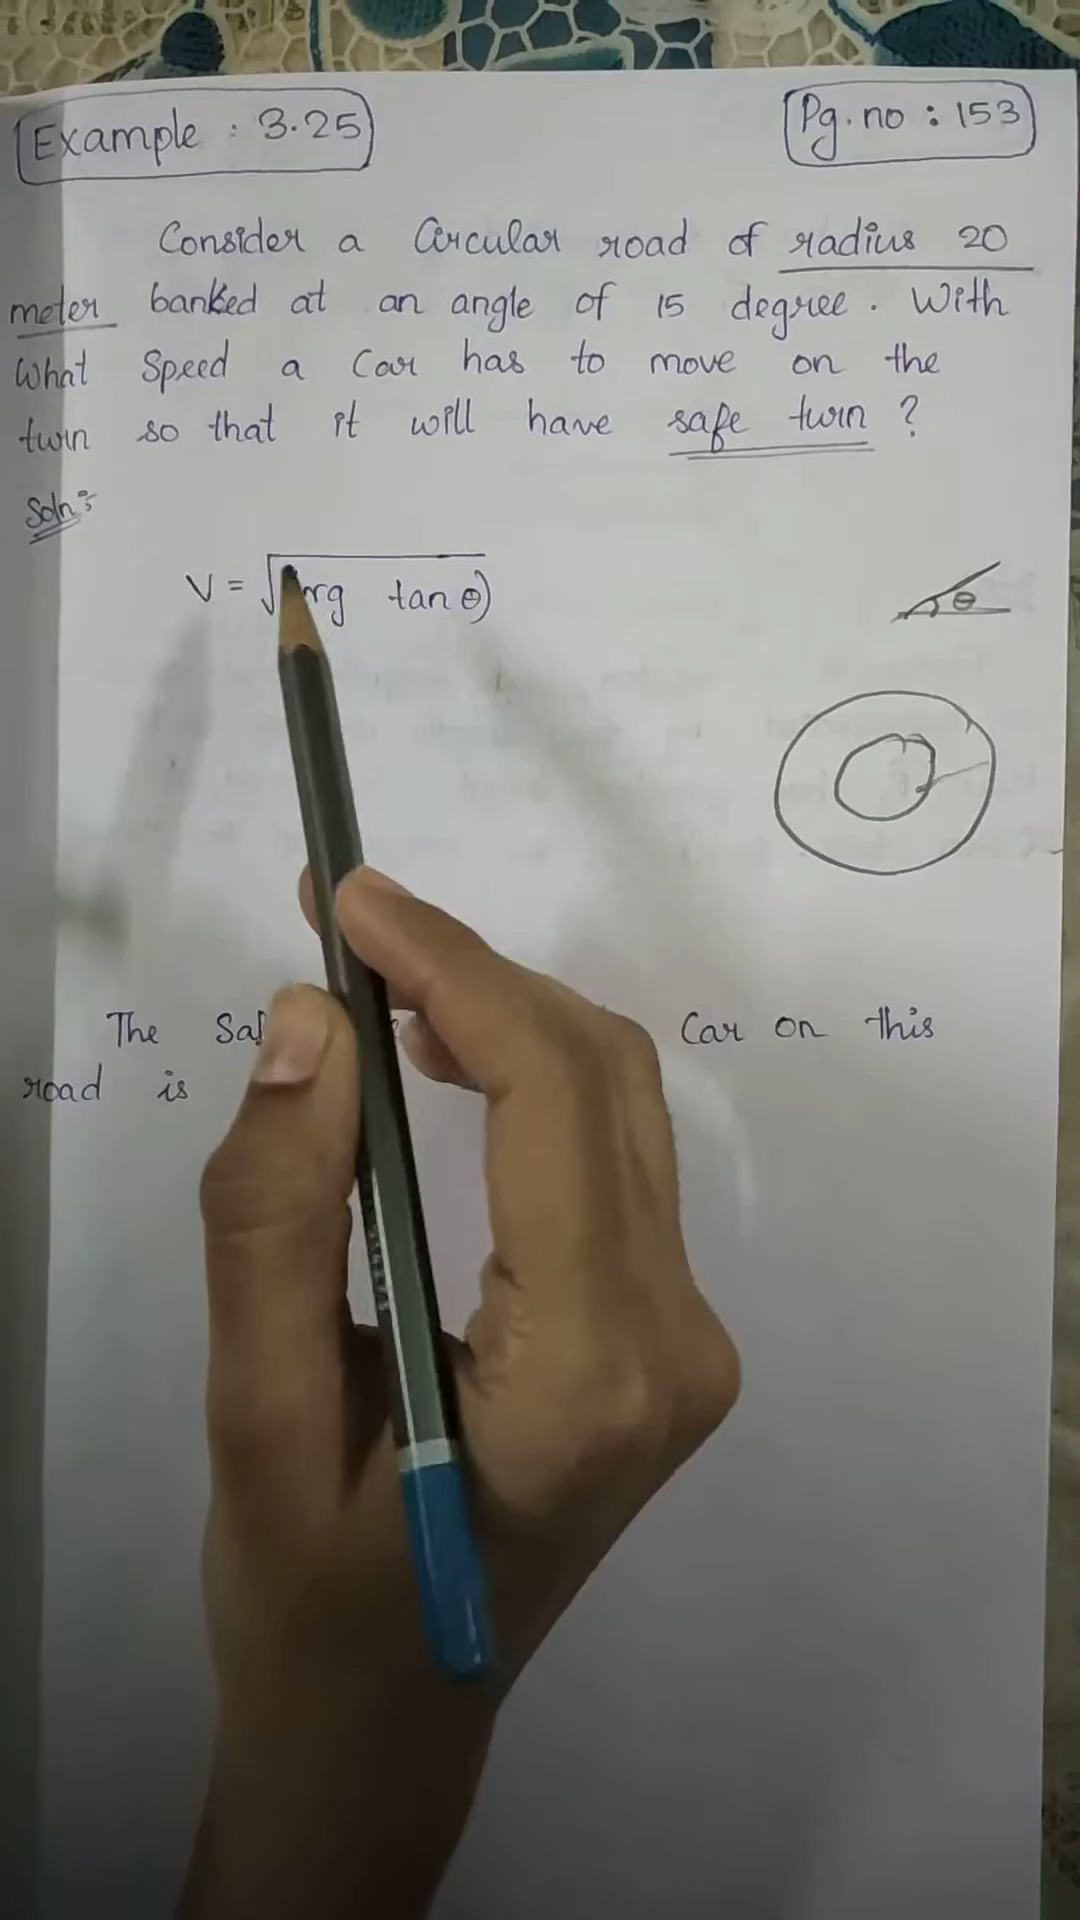 Example : 3.25
Pg.no : 153
Consider a Circular road of radius 20
meter banked at an angle of 15 degree. With
what Speed a Car has to move on the
turn so that it will have safe turn ?
Soln:
V = √(rg tan θ)
θ
The Car on this
road is